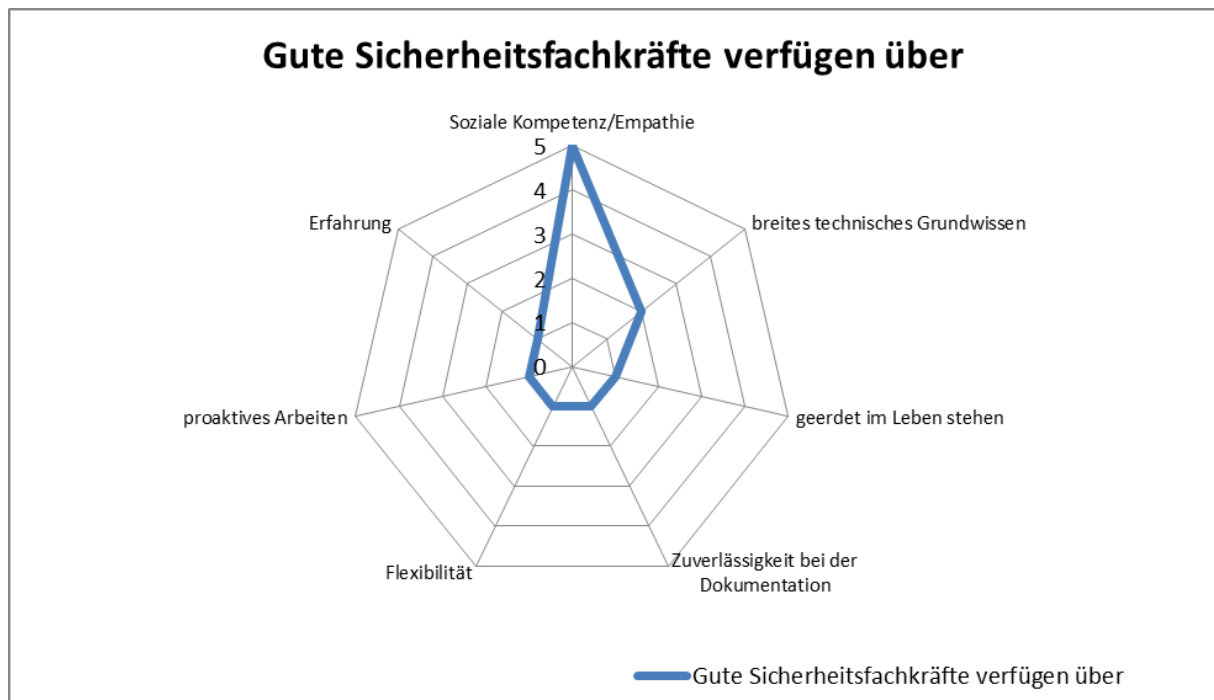 Gute Sicherheitsfachkräfte verfügen über
Soziale Kompetenz/Empathie
5
4
3
2
1
0
Erfahrung
breites technisches Grundwissen
proaktives Arbeiten
geerdet im Leben stehen
Flexibilität
Zuverlässigkeit bei der
Dokumentation
Gute Sicherheitsfachkräfte verfügen über